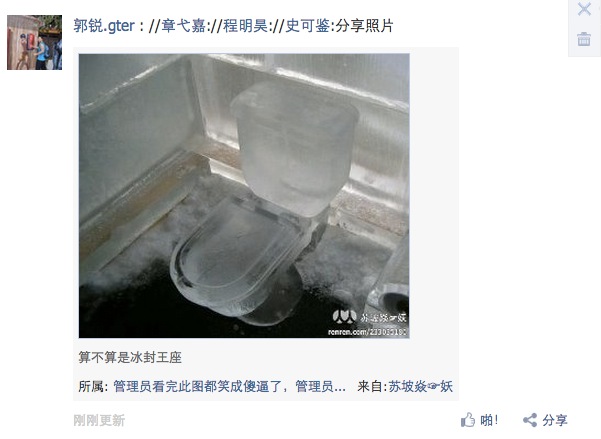 郭锐.gter : //章弋嘉://程明昊://史可鉴:分享照片
苏坡焱☞妖
算不算是冰封王座
所属: 管理员看完此图都笑成傻逼了，管理员... 来自:苏坡焱☞妖
刚刚更新 啪! 分享